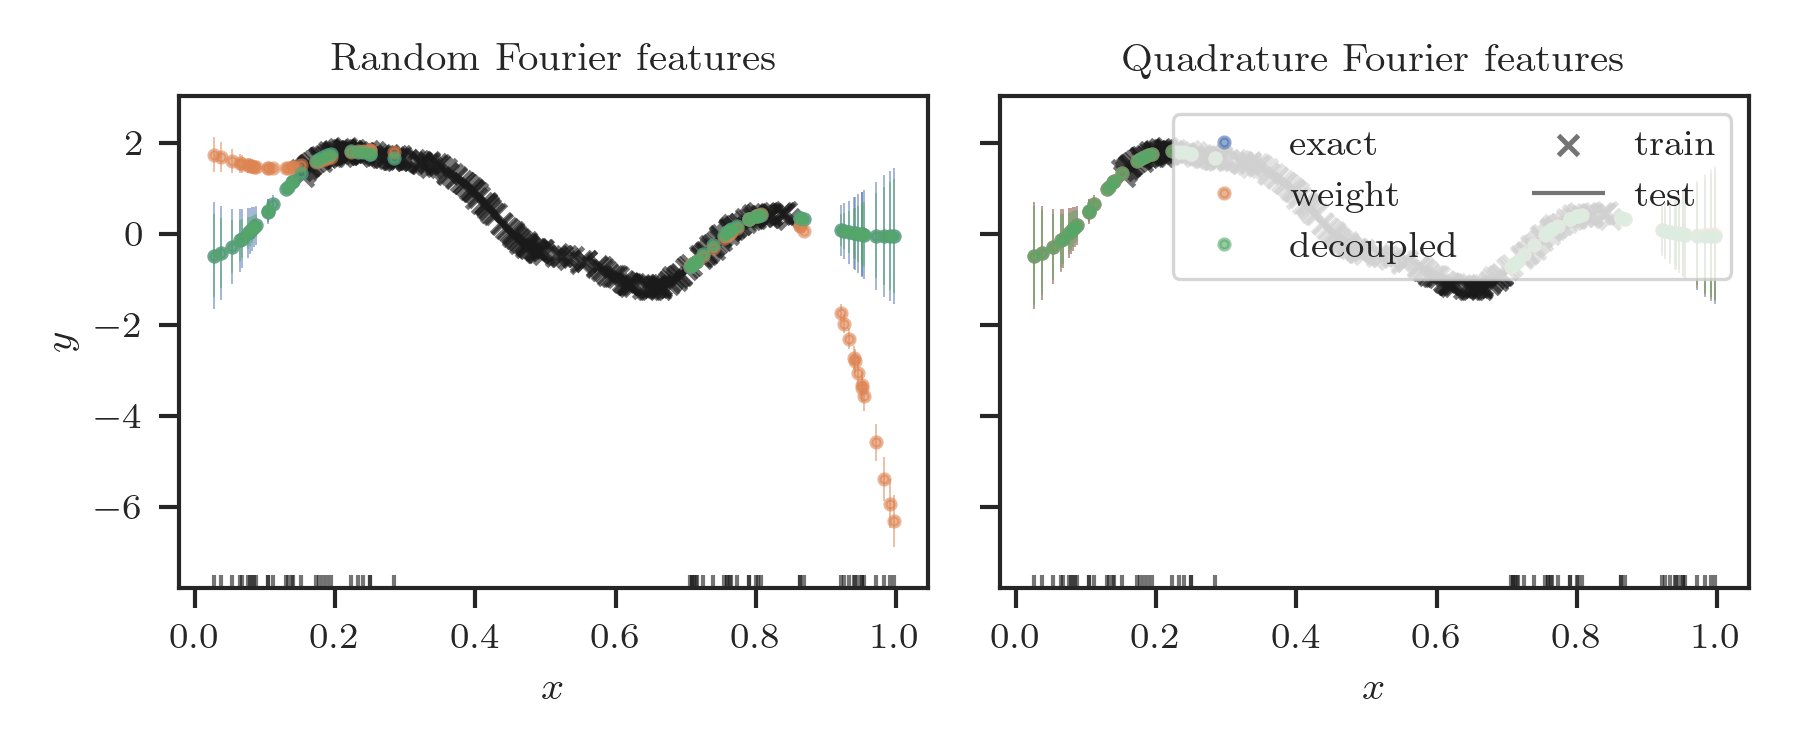 Random Fourier features
Quadrature Fourier features
y
2
0
−2
−4
−6
0.0 0.2 0.4 0.6 0.8 1.0
x
exact
weight
decoupled
train
test
0.0 0.2 0.4 0.6 0.8 1.0
x